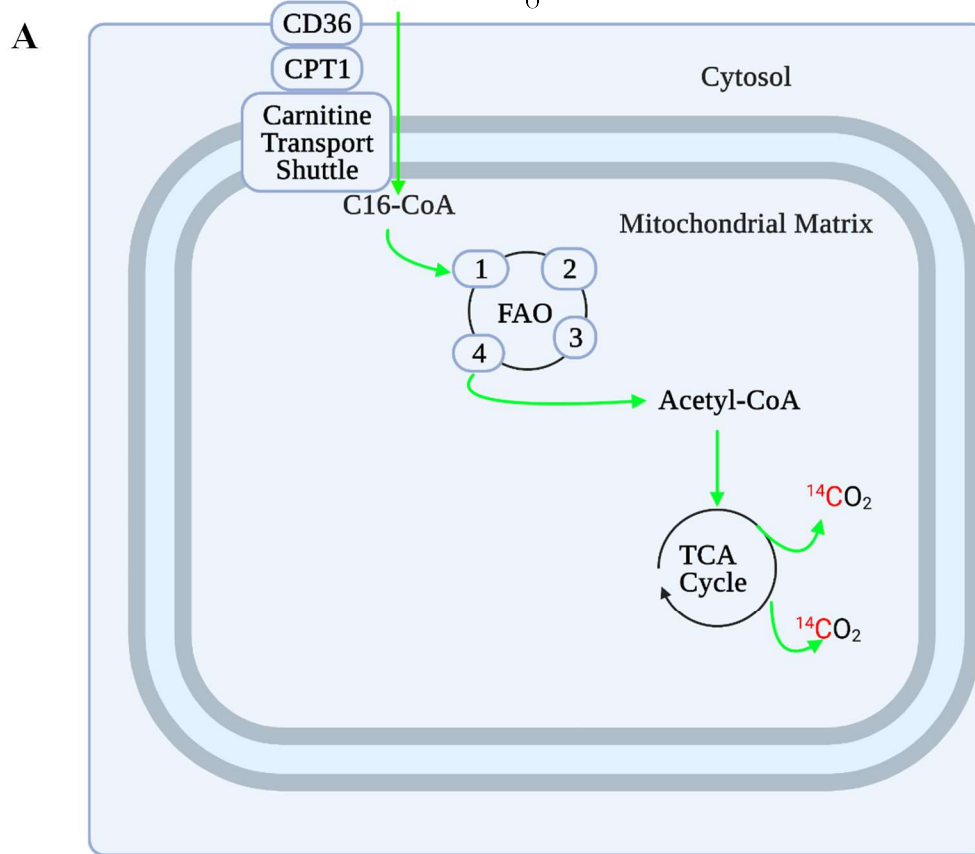 A
CD36
CPT1
Carnitine
Transport
Shuttle
Cytosol
C16-CoA
Mitochondrial Matrix
1
2
FAO
3
4
Acetyl-CoA
¹⁴CO₂
TCA
Cycle
¹⁴CO₂